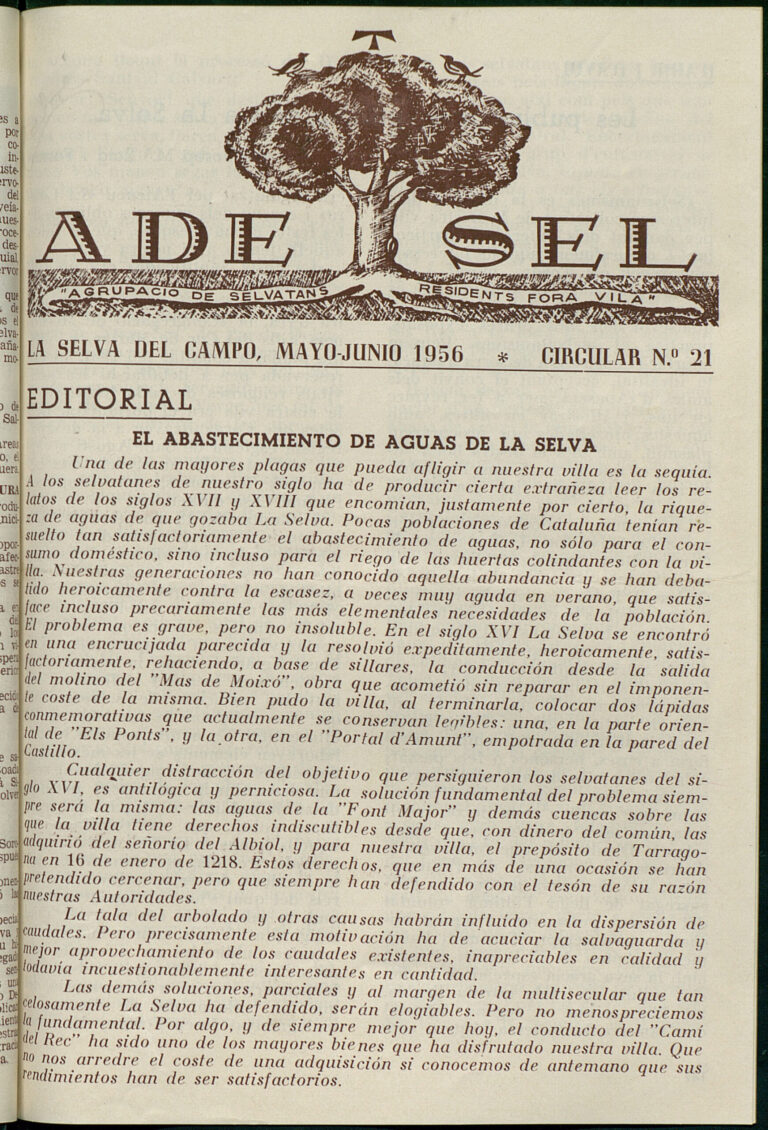 ADE SEL
"AGRUPACIO DE SELVATANS RESIDENTS FORA VILA"
LA SELVA DEL CAMPO, MAYO-JUNIO 1956 * CIRCULAR N.º 21
EDITORIAL
EL ABASTECIMIENTO DE AGUAS DE LA SELVA
Una de las mayores plagas que pueda afligir a nuestra villa es la sequía.
A los selvatanes de nuestro siglo ha de producir cierta extrañeza leer los re-
latos de los siglos XVII y XVIII que encomian, justamente por cierto, la rique-
za de aguas de que gozaba La Selva. Pocas poblaciones de Cataluña tenían re-
suelto tan satisfactoriamente el abastecimiento de aguas, no sólo para el con-
sumo doméstico, sino incluso para el riego de las huertas colindantes con la vi-
lla. Nuestras generaciones no han conocido aquella abundancia y se han deba-
tido heroicamente contra la escasez, a veces muy aguda en verano, que satis-
face incluso precariamente las más elementales necesidades de la población.
El problema es grave, pero no insoluble. En el siglo XVI La Selva se encontró
en una encrucijada parecida y la resolvió expeditamente, heroicamente, satis-
factoriamente, rehaciendo, a base de sillares, la conducción desde la salida
del molino del "Mas de Moixó", obra que acometió sin reparar en el imponen-
te coste de la misma. Bien pudo la villa, al terminarla, colocar dos lápidas
conmemorativas que actualmente se conservan legibles: una, en la parte orien-
tal de "Els Ponts", y la otra, en el "Portal d'Amunt", empotrada en la pared del
Castillo.
Cualquier distracción del objetivo que persiguieron los selvatanes del si-
glo XVI, es antilógica y perniciosa. La solución fundamental del problema siem-
pre será la misma: las aguas de la "Font Major" y demás cuencas sobre las
que la villa tiene derechos indiscutibles desde que, con dinero del común, las
adquirió del señorío del Albiol, y para nuestra villa, el prepósito de Tarrago-
na en 16 de enero de 1218. Estos derechos, que en más de una ocasión se han
pretendido cercenar, pero que siempre han defendido con el tesón de su razón
nuestras Autoridades.
La tala del arbolado y otras causas habrán influído en la dispersión de
caudales. Pero precisamente esta motivación ha de acuciar la salvaguarda y
mejor aprovechamiento de los caudales existentes, inapreciables en calidad y
todavía incuestionablemente interesantes en cantidad.
Las demás soluciones, parciales y al margen de la multisecular que tan
celosamente La Selva ha defendido, serán elogiables. Pero no menospreciemos
la fundamental. Por algo, y de siempre mejor que hoy, el conducto del "Camí
del Rec" ha sido uno de los mayores bienes que ha disfrutado nuestra villa. Que
no nos arredre el coste de una adquisición si conocemos de antemano que sus
rendimientos han de ser satisfactorios.